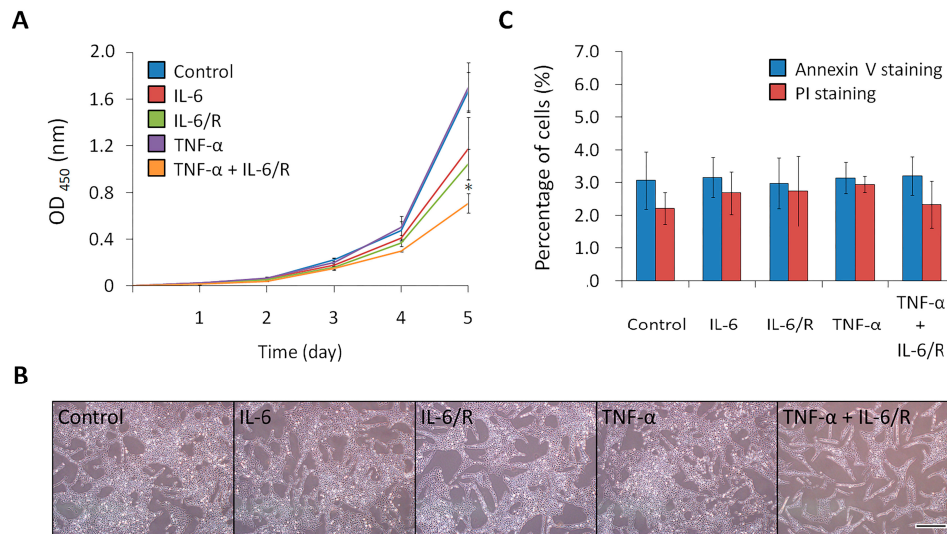 A
2.0
1.6
1.2
0.8
0.4
0
OD 450 (nm)
Control
IL-6
IL-6/R
TNF-α
TNF-α + IL-6/R
*
1 2 3 4 5
Time (day)
C
7.0
6.0
5.0
4.0
3.0
2.0
1.0
.0
Percentage of cells (%)
Annexin V staining
PI staining
Control IL-6 IL-6/R TNF-α TNF-α
+
IL-6/R
B
Control IL-6 IL-6/R TNF-α TNF-α + IL-6/R